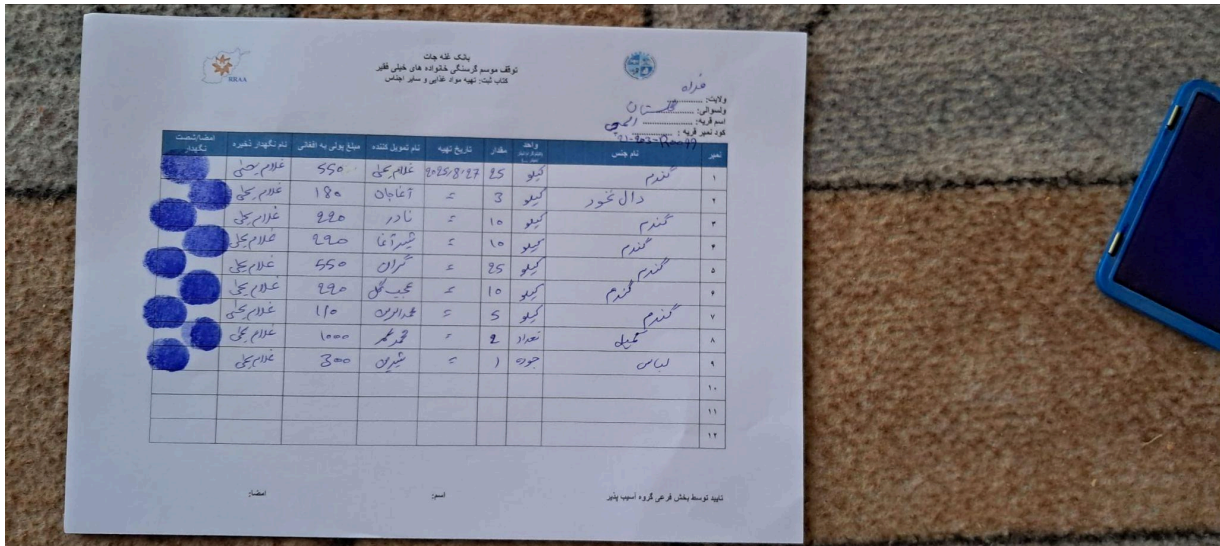 RRAA
بانک غله جات
توقف موسم گرسنگی خانواده های خیلی فقیر
کتاب ثبت: تهیه مواد غذایی و سایر اجناس
ولایت: فراه
ولسوالی: گلستان
اسم قریه:
کود نمبر قریه:
نمبر نام جنس واحد مقدار تاریخ تهیه نام تمویل کننده مبلغ پولی به افغانی نام نگهدار ذخیره امضا/شصت نگهدار
۱ گندم کیلو 25 2025/8/27 غلام یحیی 550 غلام یحیی
۲ دال نخود کیلو 3 = آغاجان 180 غلام یحیی
۳ گندم کیلو 10 = نادر 220 غلام یحیی
۴ گندم کیلو 10 = شیرآغا 220 غلام یحیی
۵ گندم کیلو 25 = گران 550 غلام یحیی
۶ گندم کیلو 10 = عجب گل 220 غلام یحیی
۷ گندم کیلو 5 = 110 غلام یحیی
۸ کمپل تعداد 2 = محمد عمر 1000 غلام یحیی
۹ لباس جوره 1 = شیرین 300 غلام یحیی
۱۰
۱۱
۱۲
تایید توسط بخش فرعی گروه آسیب پذیر اسم: امضا: